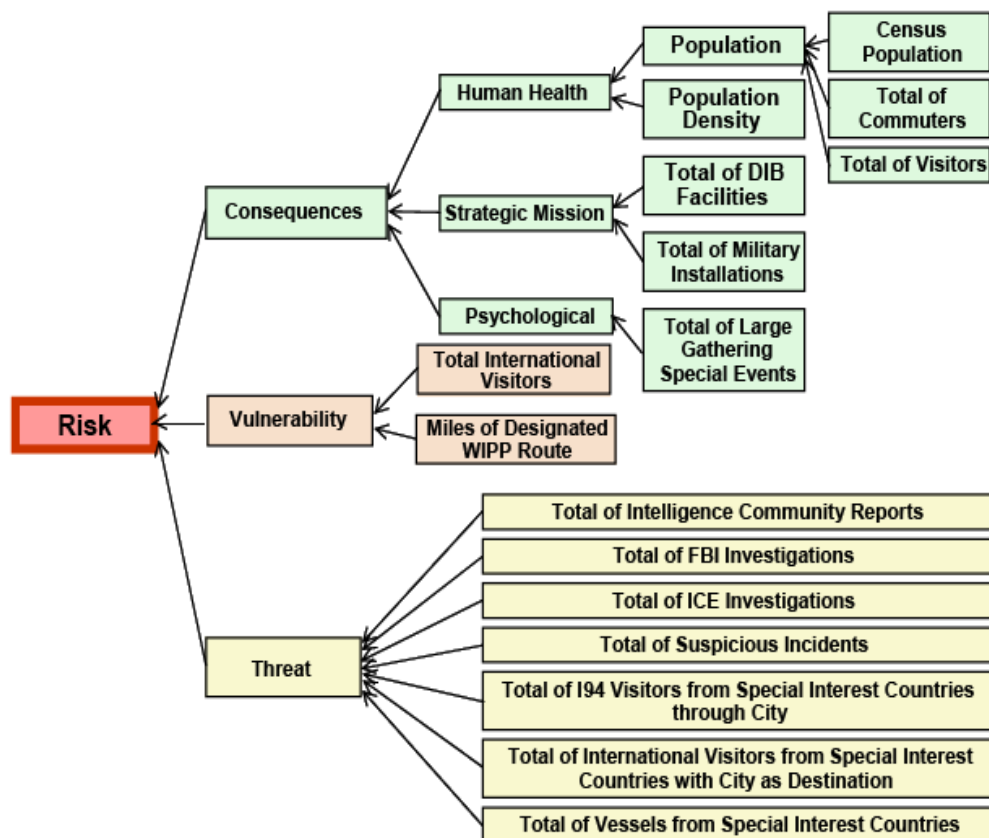 Population
Census
Population
Human Health
Population
Density
Total of
Commuters
Total of Visitors
Consequences
Strategic Mission
Total of DIB
Facilities
Total of Military
Installations
Psychological
Total of Large
Gathering
Special Events
Risk
Vulnerability
Total International
Visitors
Miles of Designated
WIPP Route
Threat
Total of Intelligence Community Reports
Total of FBI Investigations
Total of ICE Investigations
Total of Suspicious Incidents
Total of I94 Visitors from Special Interest Countries
through City
Total of International Visitors from Special Interest
Countries with City as Destination
Total of Vessels from Special Interest Countries